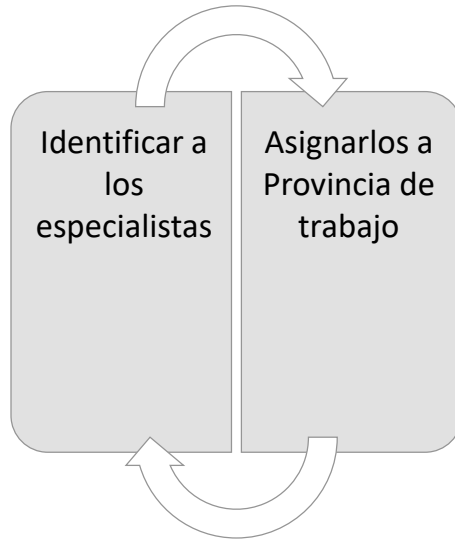 Identificar a
los
especialistas
Asignarlos a
Provincia de
trabajo